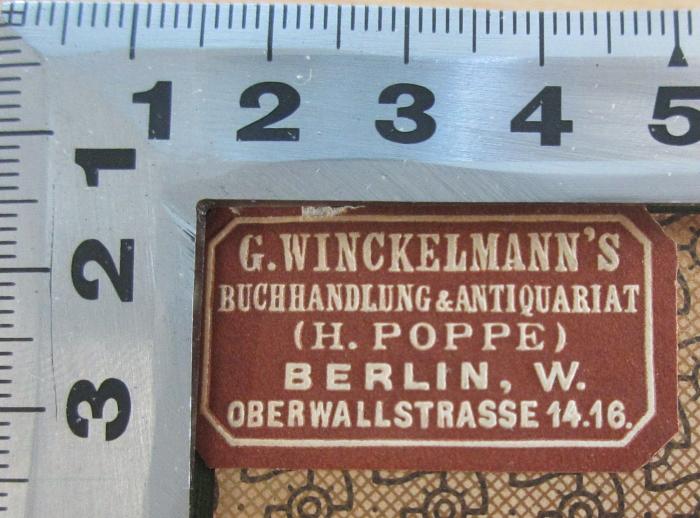 1 2 3 4 5
1
2
3
G. WINCKELMANN'S
BUCHHANDLUNG & ANTIQUARIAT
(H. POPPE)
BERLIN, W.
OBERWALLSTRASSE 14.16.